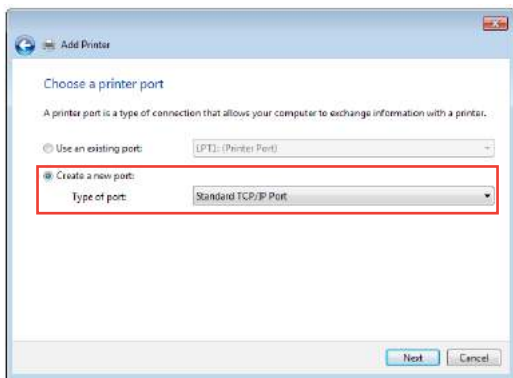 Add Printer
Choose a printer port
A printer port is a type of connection that allows your computer to exchange information with a printer.
Use an existing port: LPT1: (Printer Port)
Create a new port:
Type of port: Standard TCP/IP Port
Next Cancel